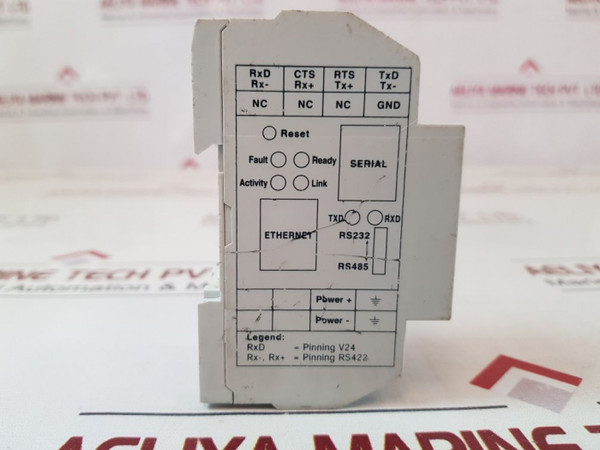 RxD CTS RTS TxD
Rx- Rx+ Tx+ Tx-
NC NC NC GND
Reset
Fault Ready
SERIAL
Activity Link
TXD RXD
ETHERNET
RS232
RS485
Power +
Power -
Legend:
RxD = Pinning V24
Rx-, Rx+ = Pinning RS422